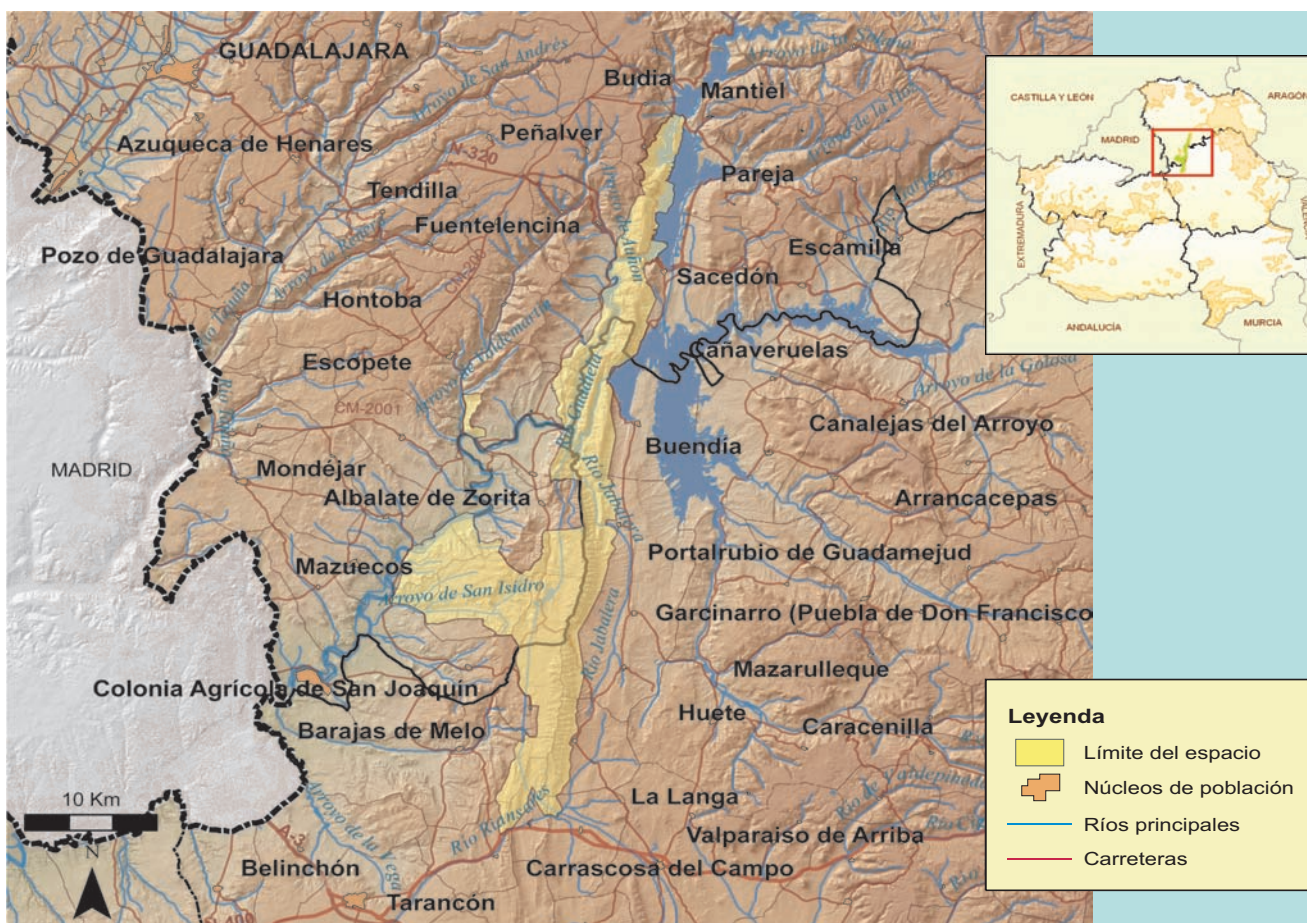 GUADALAJARA
Arroyo de San Andrés
Arroyo de la Solana
Budia
Mantiel
Azuqueca de Henares
Peñalver
N-320
Tendilla
Pareja
Fuentelencina
Pozo de Guadalajara
Escamilla
Sacedón
Hontoba
Río Tajuña
Escopete
Cañaveruelas
Arroyo de la Golosa
CM-2001
Río Guadiela
Canalejas del Arroyo
MADRID
Mondéjar
Buendía
Albalate de Zorita
Río Jabalera
Arrancacepas
Portalrubio de Guadamejud
Mazuecos
Arroyo de San Isidro
Garcinarro (Puebla de Don Francisco
Río Jabalera
Mazarulleque
Colonia Agrícola de San Joaquín
Huete
Caracenilla
Barajas de Melo
10 Km
La Langa
Arroyo de la Vega
Río Riansares
Valparaiso de Arriba
A-3
N
Belinchón
Carrascosa del Campo
Tarancón
N-400
CASTILLA Y LEÓN
ARAGÓN
MADRID
EXTREMADURA
ANDALUCÍA
MURCIA
Leyenda
Límite del espacio
Núcleos de población
Ríos principales
Carreteras